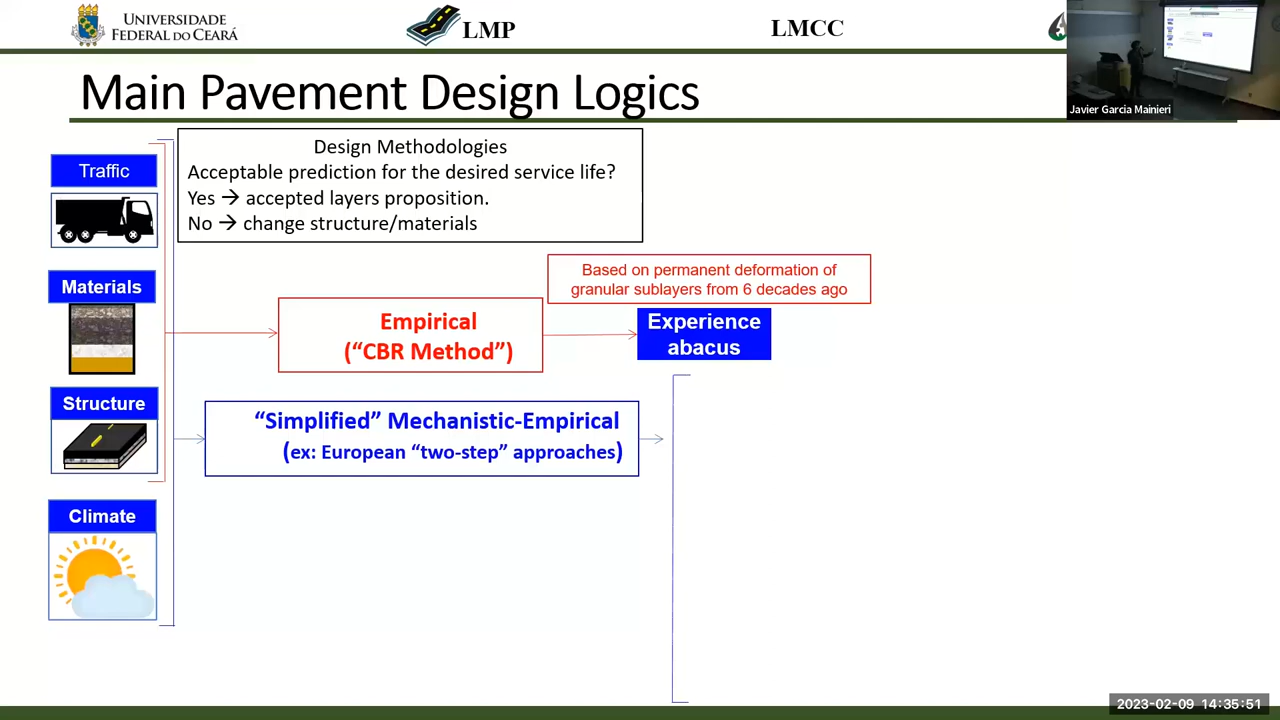 UNIVERSIDADE
FEDERAL DO CEARÁ
LMP
LMCC
Javier Garcia Mainieri
Main Pavement Design Logics
Design Methodologies
Acceptable prediction for the desired service life?
Yes → accepted layers proposition.
No → change structure/materials
Traffic
Materials
Structure
Climate
Based on permanent deformation of
granular sublayers from 6 decades ago
Empirical
(“CBR Method”)
Experience
abacus
“Simplified” Mechanistic-Empirical
(ex: European “two-step” approaches)
2023-02-09 14:35:51